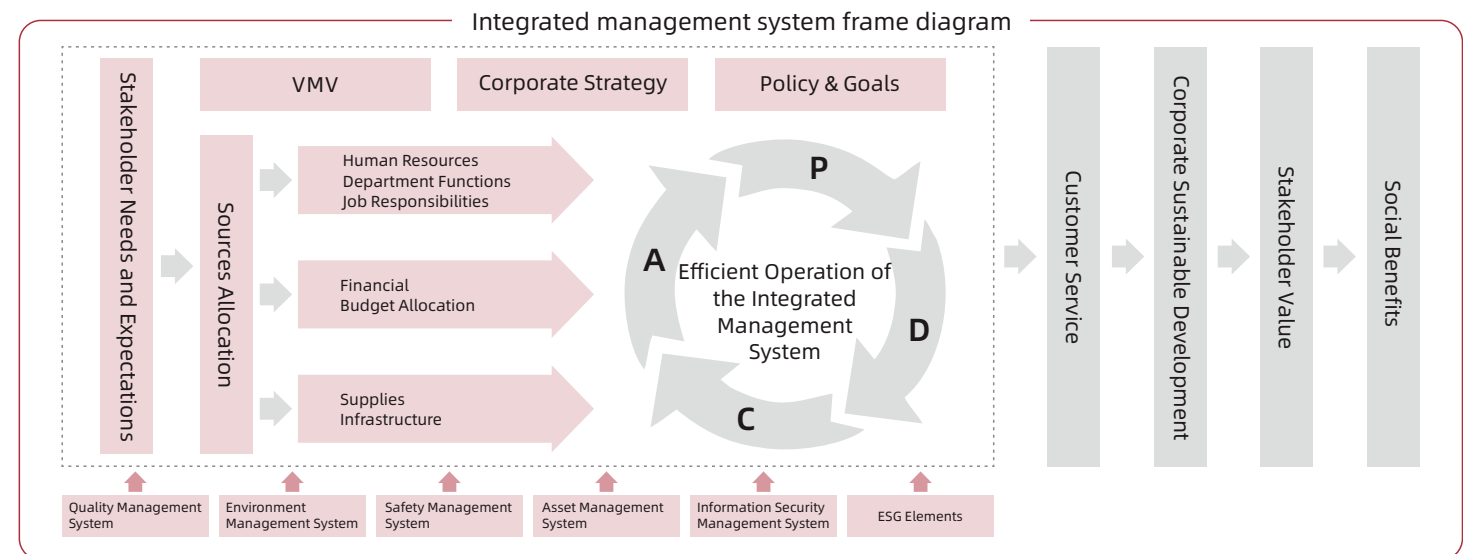 Integrated management system frame diagram
Stakeholder Needs and Expectations
VMV
Corporate Strategy
Policy & Goals
Sources Allocation
Human Resources
Department Functions
Job Responsibilities
Financial
Budget Allocation
Supplies
Infrastructure
P
D
C
A
Efficient Operation of
the Integrated
Management
System
Customer Service
Corporate Sustainable Development
Stakeholder Value
Social Benefits
Quality Management
System
Environment
Management System
Safety Management
System
Asset Management
System
Information Security
Management System
ESG Elements